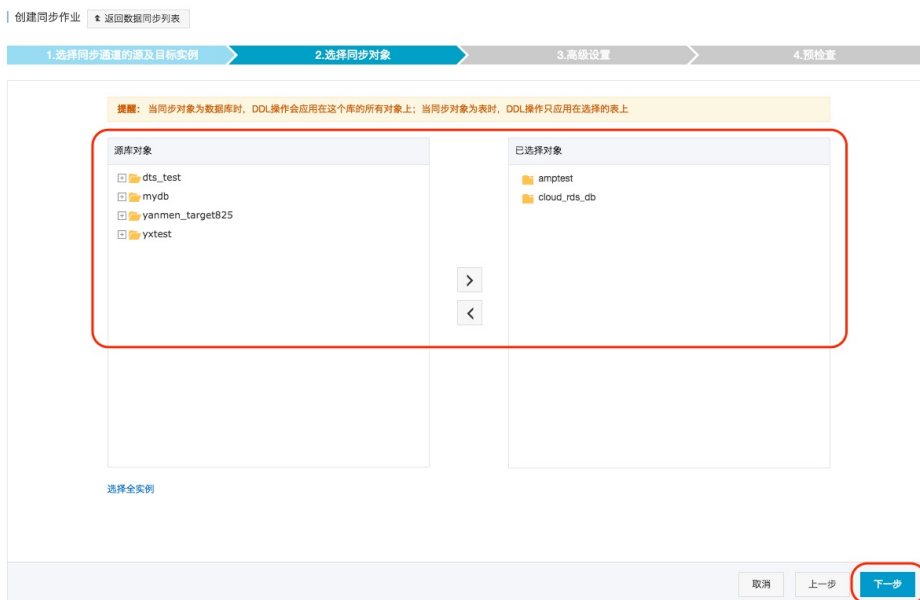 创建同步作业 返回数据同步列表
1.选择同步通道的源及目标实例 2.选择同步对象 3.高级设置 4.预检查
提醒：当同步对象为数据库时，DDL操作会应用在这个库的所有对象上；当同步对象为表时，DDL操作只应用在选择的表上
源库对象
dts_test
mydb
yanmen_target825
yxtest
已选择对象
amptest
cloud_rds_db
选择全实例
取消 上一步 下一步